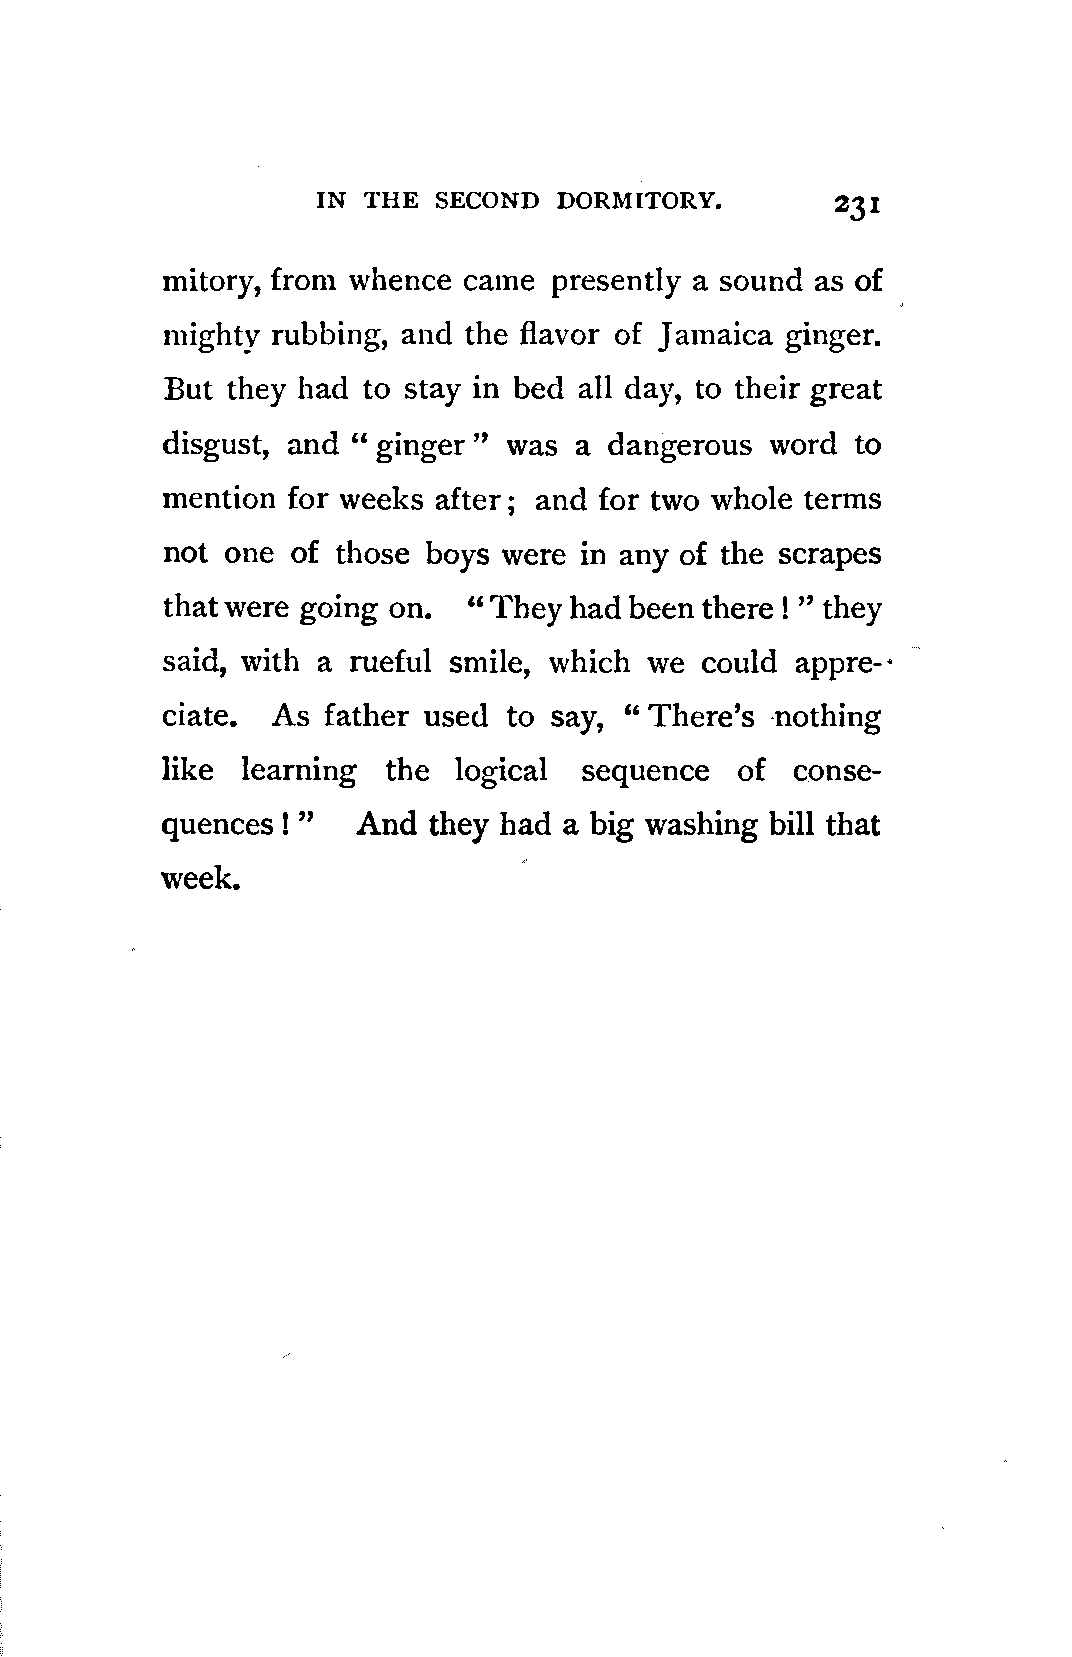 IN THE SECOND DORMITORY. 231
mitory, from whence came presently a sound as of
mighty rubbing, and the flavor of Jamaica ginger.
But they had to stay in bed all day, to their great
disgust, and “ ginger ” was a dangerous word to
mention for weeks after ; and for two whole terms
not one of those boys were in any of the scrapes
that were going on. “ They had been there ! ” they
said, with a rueful smile, which we could appre-
ciate. As father used to say, “ There's nothing
like learning the logical sequence of conse-
quences ! ” And they had a big washing bill that
week.